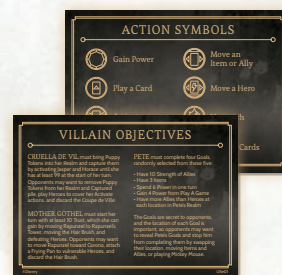 ACTION SYMBOLS
Gain Power
Move an
Item or Ally
Play a Card
Move a Hero
Cards
VILLAIN OBJECTIVES
CRUELLA DE VIL must bring Puppy
Tokens into her Realm and capture them
by activating Jasper and Horace until she
has at least 99 at the start of her turn.
Opponents may want to remove Puppy
Tokens from her Realm and Captured
pile, play Heroes to cover her Activate
actions, and discard the Coupe de Ville.
MOTHER GOTHEL must start her
turn with at least 10 Trust, which she can
gain by moving Rapunzel to Rapunzel's
Tower, moving the Hair Brush, and
defeating Heroes. Opponents may want
to move Rapunzel toward Corona, attach
a Frying Pan to vulnerable Heroes, and
discard the Hair Brush.
PETE must complete four Goals,
randomly selected from these five:
• Have 10 Strength of Allies
• Have 3 Items
• Spend 6 Power in one turn
• Gain 4 Power from Play A Game
• Have more Allies than Heroes at
each location in Pete's Realm
The Goals are secret to opponents,
and the location of each Goal is
important, so opponents may want
to reveal Pete's Goals and stop him
from completing them by swapping
their location, moving Items and
Allies, or playing Mickey Mouse.
©Disney